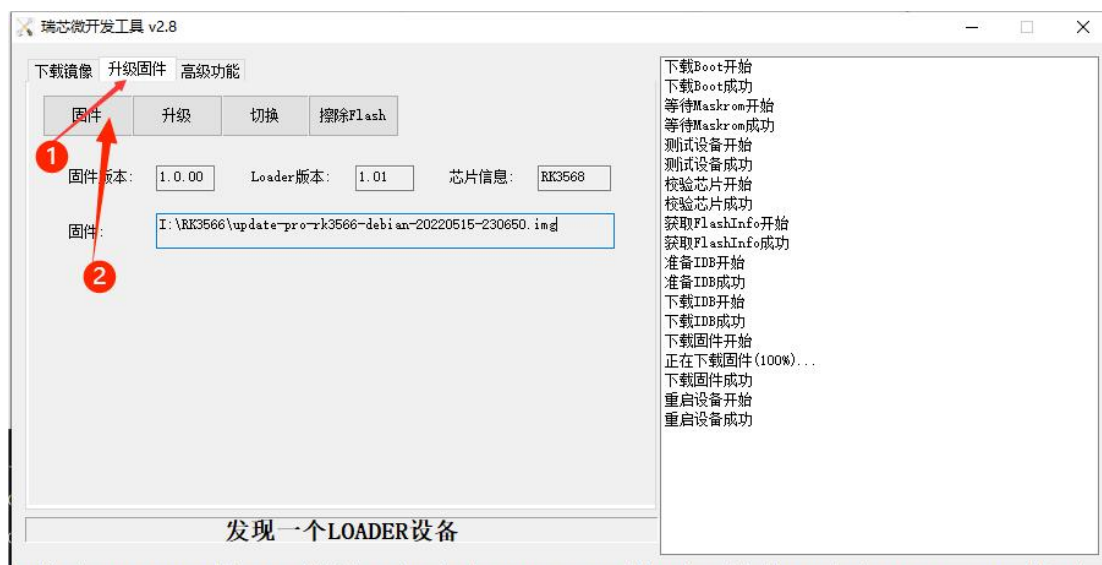 瑞芯微开发工具 v2.8
下载镜像 升级固件 高级功能
固件 升级 切换 擦除Flash
1
固件版本: 1.0.00 Loader版本: 1.01 芯片信息: RK3568
固件: I:\RK3566\update-pro-rk3566-debian-20220515-230650.img
2
发现一个LOADER设备
下载Boot开始
下载Boot成功
等待Maskrom开始
等待Maskrom成功
测试设备开始
测试设备成功
校验芯片开始
校验芯片成功
获取FlashInfo开始
获取FlashInfo成功
准备IDB开始
准备IDB成功
下载IDB开始
下载IDB成功
下载固件开始
正在下载固件(100%)...
下载固件成功
重启设备开始
重启设备成功